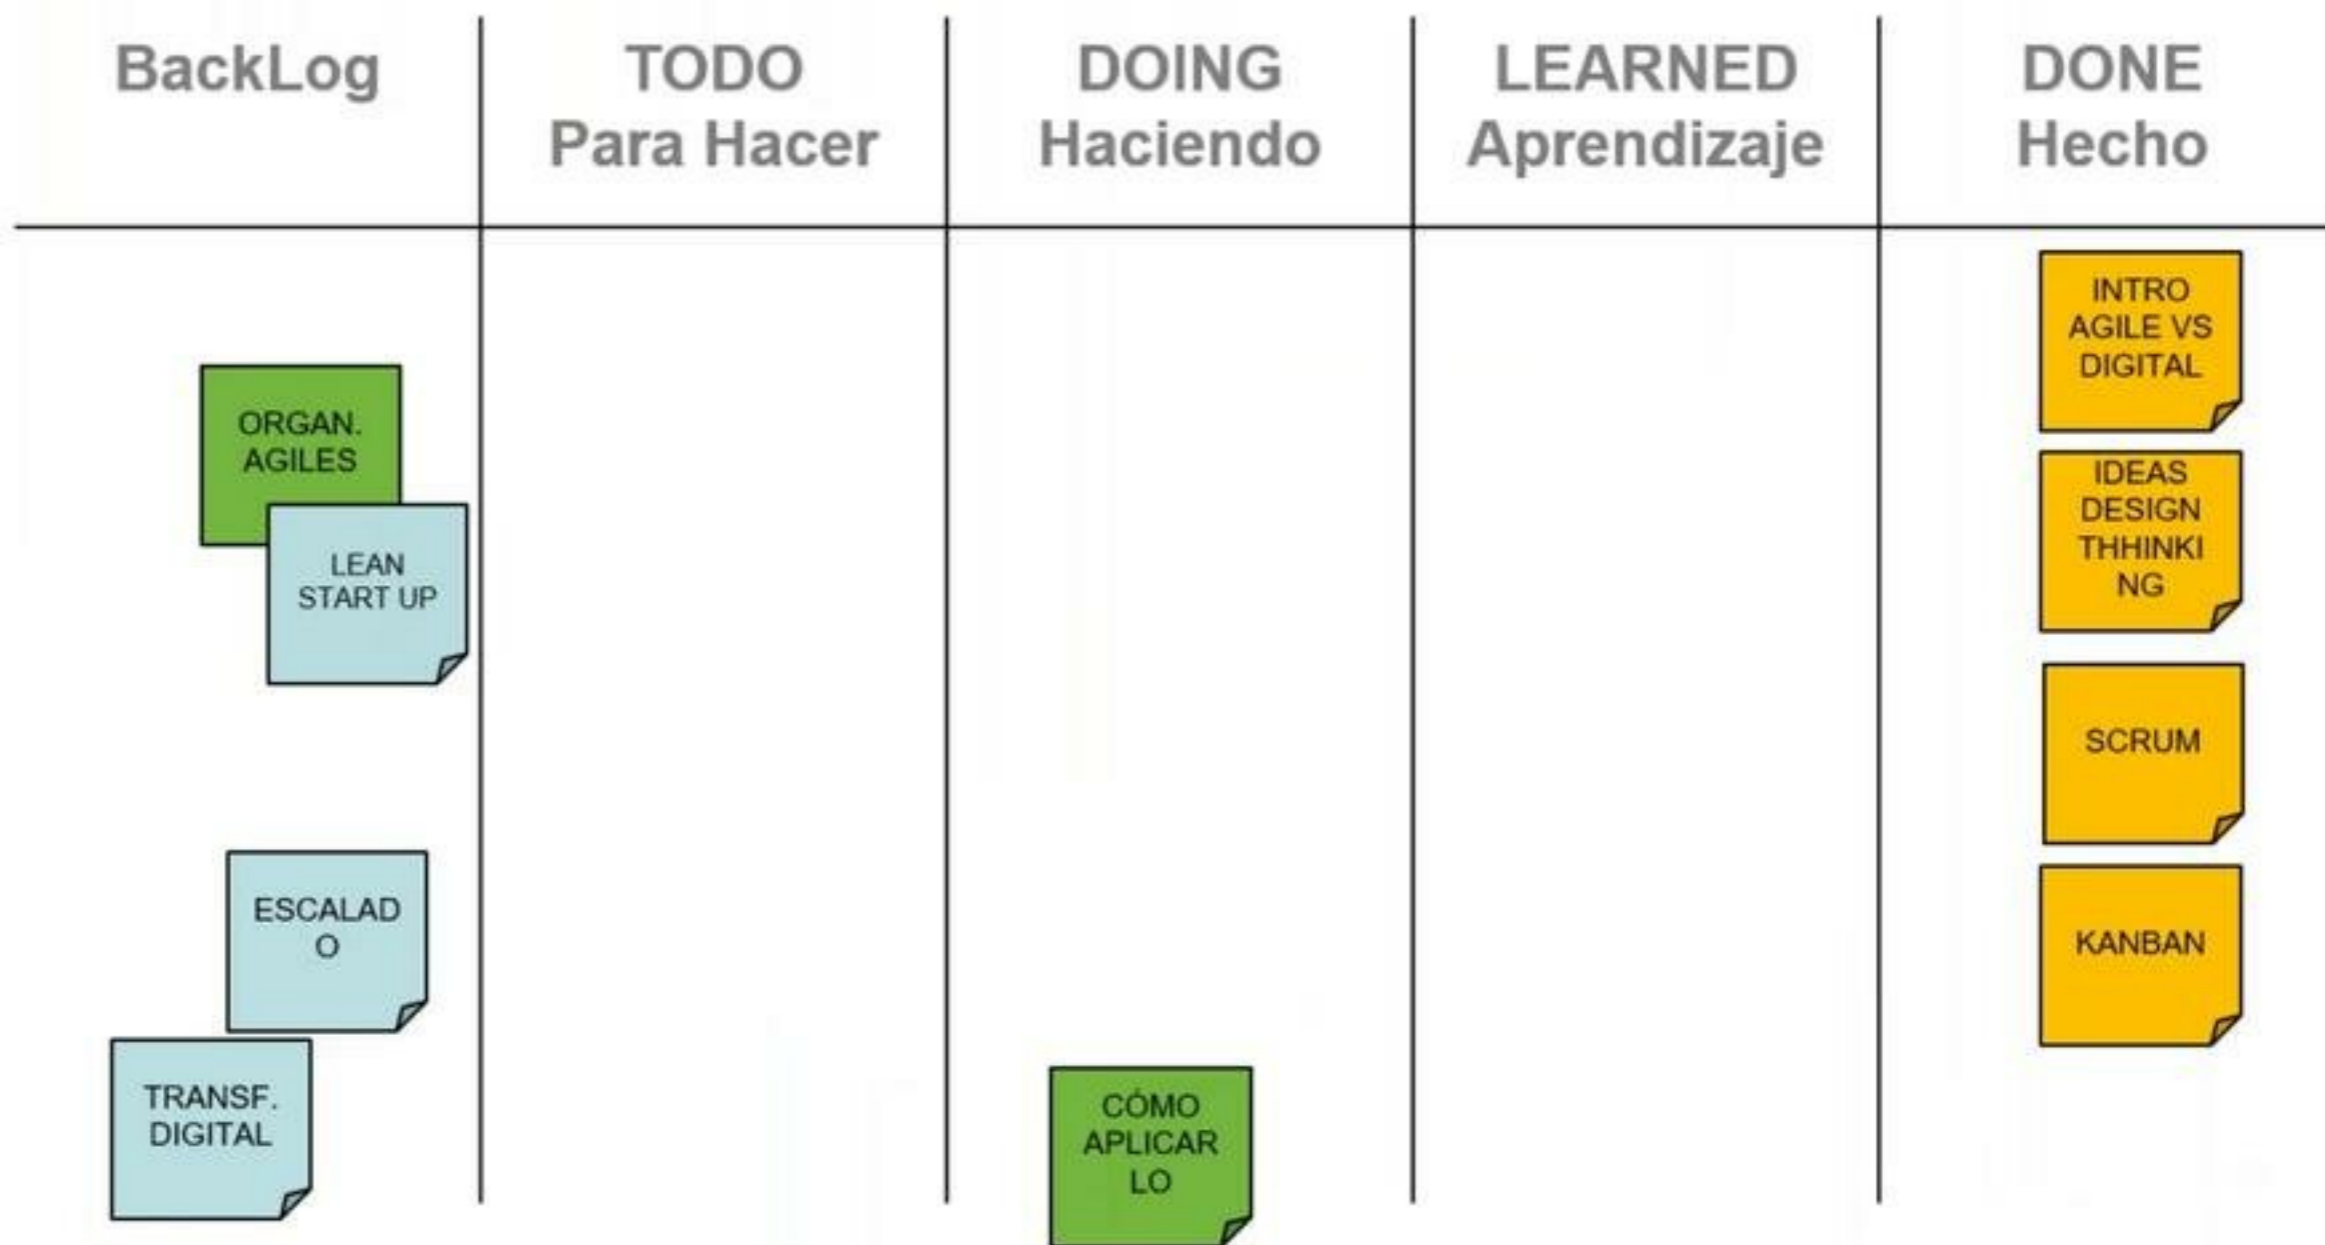 BackLog
TODO
Para Hacer
DOING
Haciendo
LEARNED
Aprendizaje
DONE
Hecho
ORGAN.
AGILES
LEAN
START UP
ESCALAD
O
TRANSF.
DIGITAL
CÓMO
APLICAR
LO
INTRO
AGILE VS
DIGITAL
IDEAS
DESIGN
THHINKI
NG
SCRUM
KANBAN